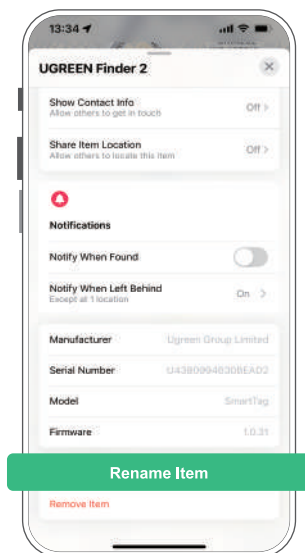 13:34
UGREEN Finder 2
Show Contact Info
Allow others to get in touch
Off
Share Item Location
Allow others to locate this item
Off
Notifications
Notify When Found
Notify When Left Behind
Except at 1 location
On
Manufacturer
Ugreen Group Limited
Serial Number
Model
SmartTag
Firmware
1.0.31
Rename Item
Remove Item